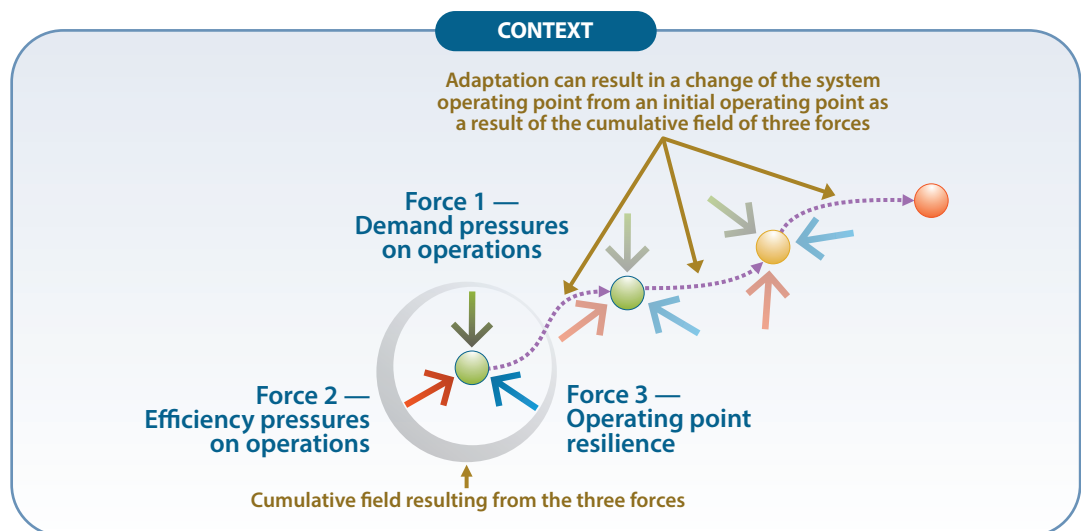 CONTEXT
Adaptation can result in a change of the system
operating point from an initial operating point as
a result of the cumulative field of three forces
Force 1 —
Demand pressures
on operations
Force 2 —
Efficiency pressures
on operations
Force 3 —
Operating point
resilience
Cumulative field resulting from the three forces